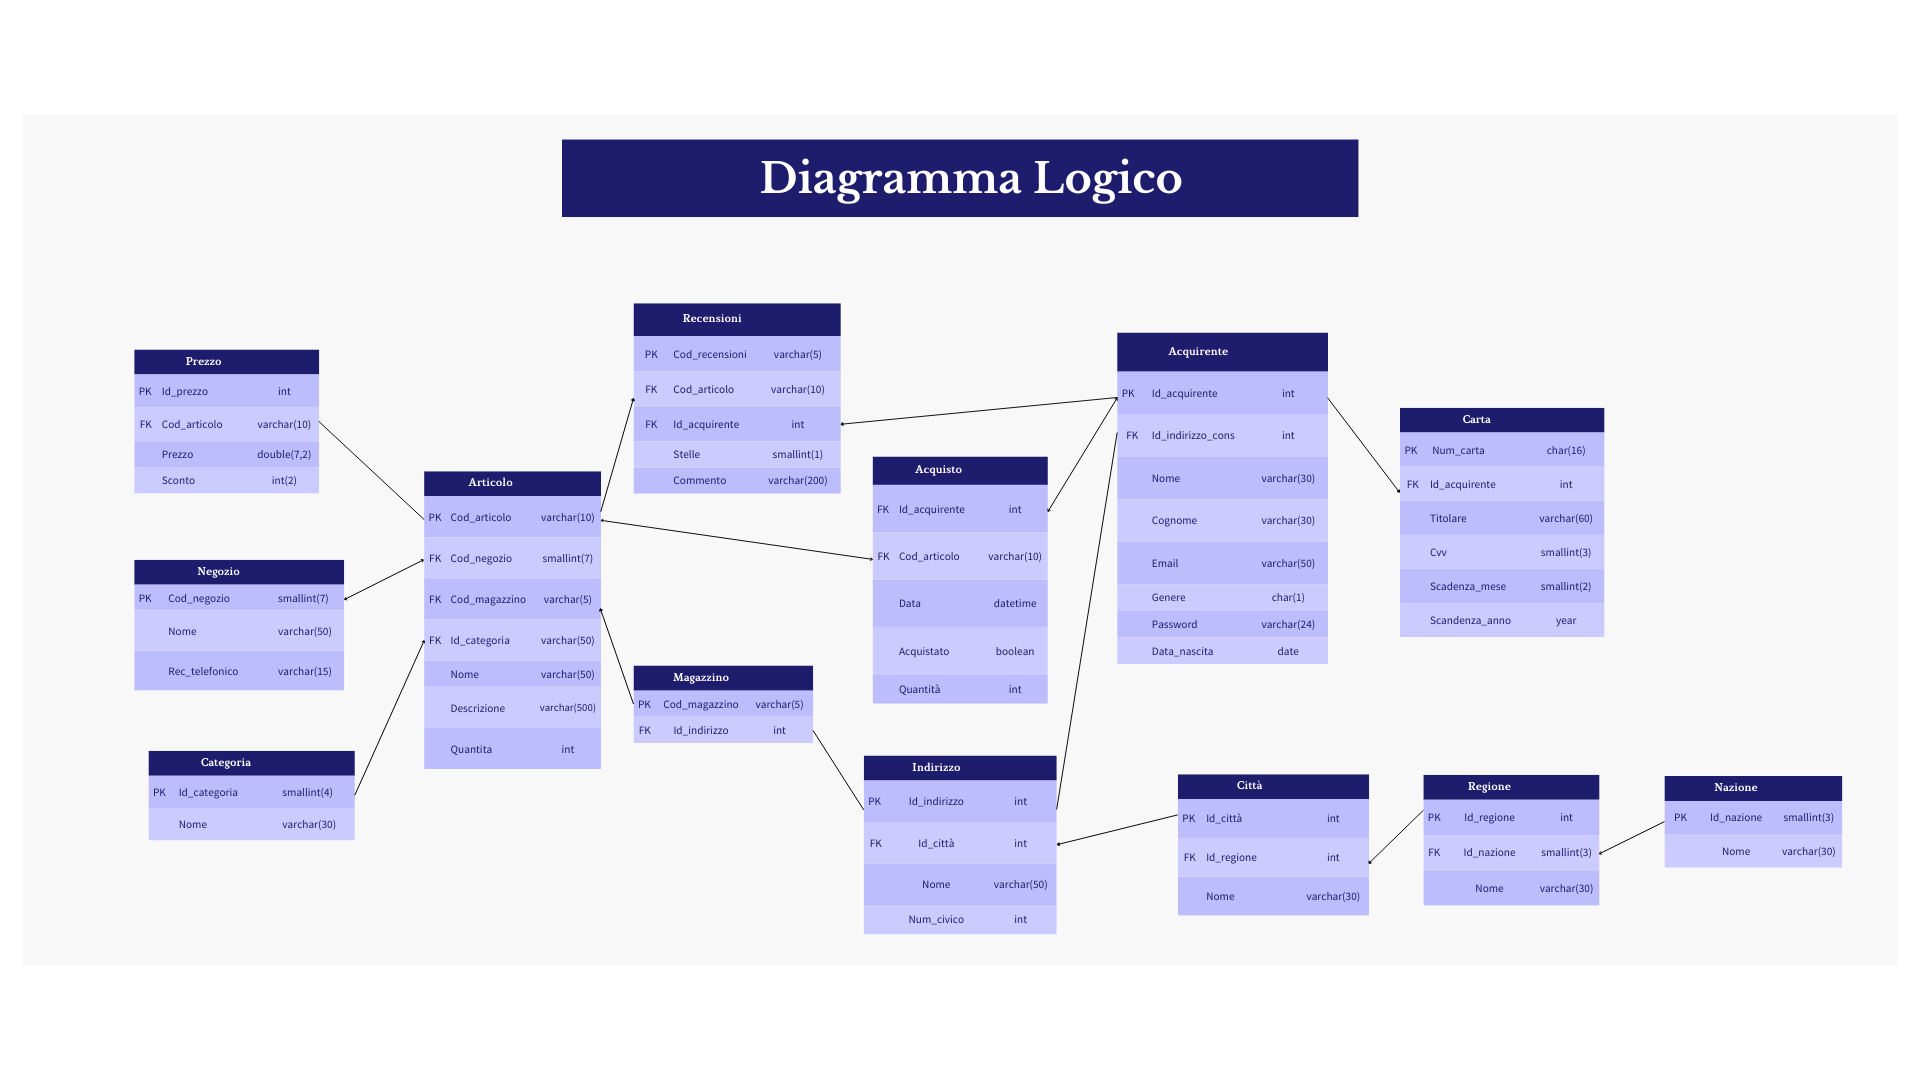 Diagramma Logico
Prezzo
PK Id_prezzo int
FK Cod_articolo varchar(10)
Prezzo double(7,2)
Sconto int(2)
Negozio
PK Cod_negozio smallint(7)
Nome varchar(50)
Rec_telefonico varchar(15)
Categoria
PK Id_categoria smallint(4)
Nome varchar(30)
Articolo
PK Cod_articolo varchar(10)
FK Cod_negozio smallint(7)
FK Cod_magazzino varchar(5)
FK Id_categoria varchar(50)
Nome varchar(50)
Descrizione varchar(500)
Quantita int
Recensioni
PK Cod_recensioni varchar(5)
FK Cod_articolo varchar(10)
FK Id_acquirente int
Stelle smallint(1)
Commento varchar(200)
Magazzino
PK Cod_magazzino varchar(5)
FK Id_indirizzo int
Acquisto
FK Id_acquirente int
FK Cod_articolo varchar(10)
Data datetime
Acquistato boolean
Quantità int
Indirizzo
PK Id_indirizzo int
FK Id_città int
Nome varchar(50)
Num_civico int
Acquirente
PK Id_acquirente int
FK Id_indirizzo_cons int
Nome varchar(30)
Cognome varchar(30)
Email varchar(50)
Genere char(1)
Password varchar(24)
Data_nascita date
Carta
PK Num_carta char(16)
FK Id_acquirente int
Titolare varchar(60)
Cvv smallint(3)
Scadenza_mese smallint(2)
Scandenza_anno year
Città
PK Id_città int
FK Id_regione int
Nome varchar(30)
Regione
PK Id_regione int
FK Id_nazione smallint(3)
Nome varchar(30)
Nazione
PK Id_nazione smallint(3)
Nome varchar(30)